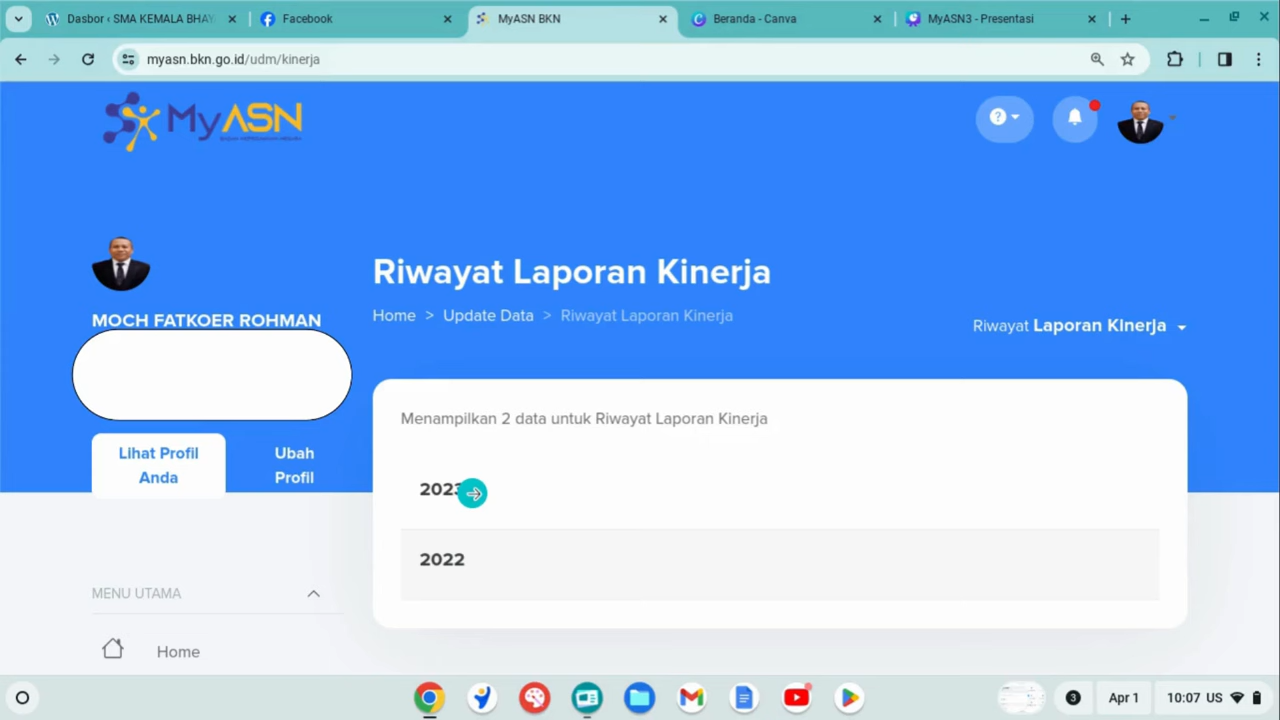 Dasbor ‹ SMA KEMALA BHAY
Facebook
MyASN BKN
Beranda - Canva
MyASN3 - Presentasi
myasn.bkn.go.id/udm/kinerja
MyASN
MOCH FATKOER ROHMAN
Lihat Profil
Anda
Ubah
Profil
MENU UTAMA
Home
Riwayat Laporan Kinerja
Home > Update Data > Riwayat Laporan Kinerja
Riwayat Laporan Kinerja
Menampilkan 2 data untuk Riwayat Laporan Kinerja
2023
2022
3
Apr 1
10:07 US